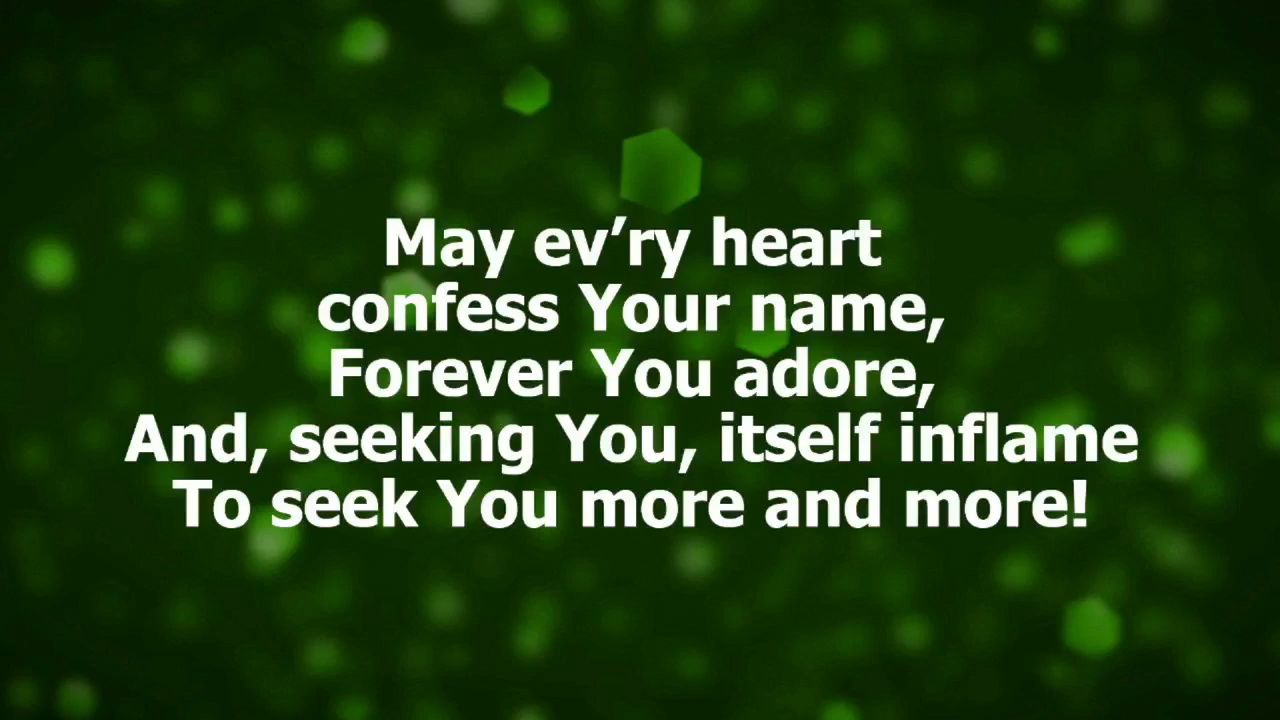 May ev’ry heart
confess Your name,
Forever You adore,
And, seeking You, itself inflame
To seek You more and more!